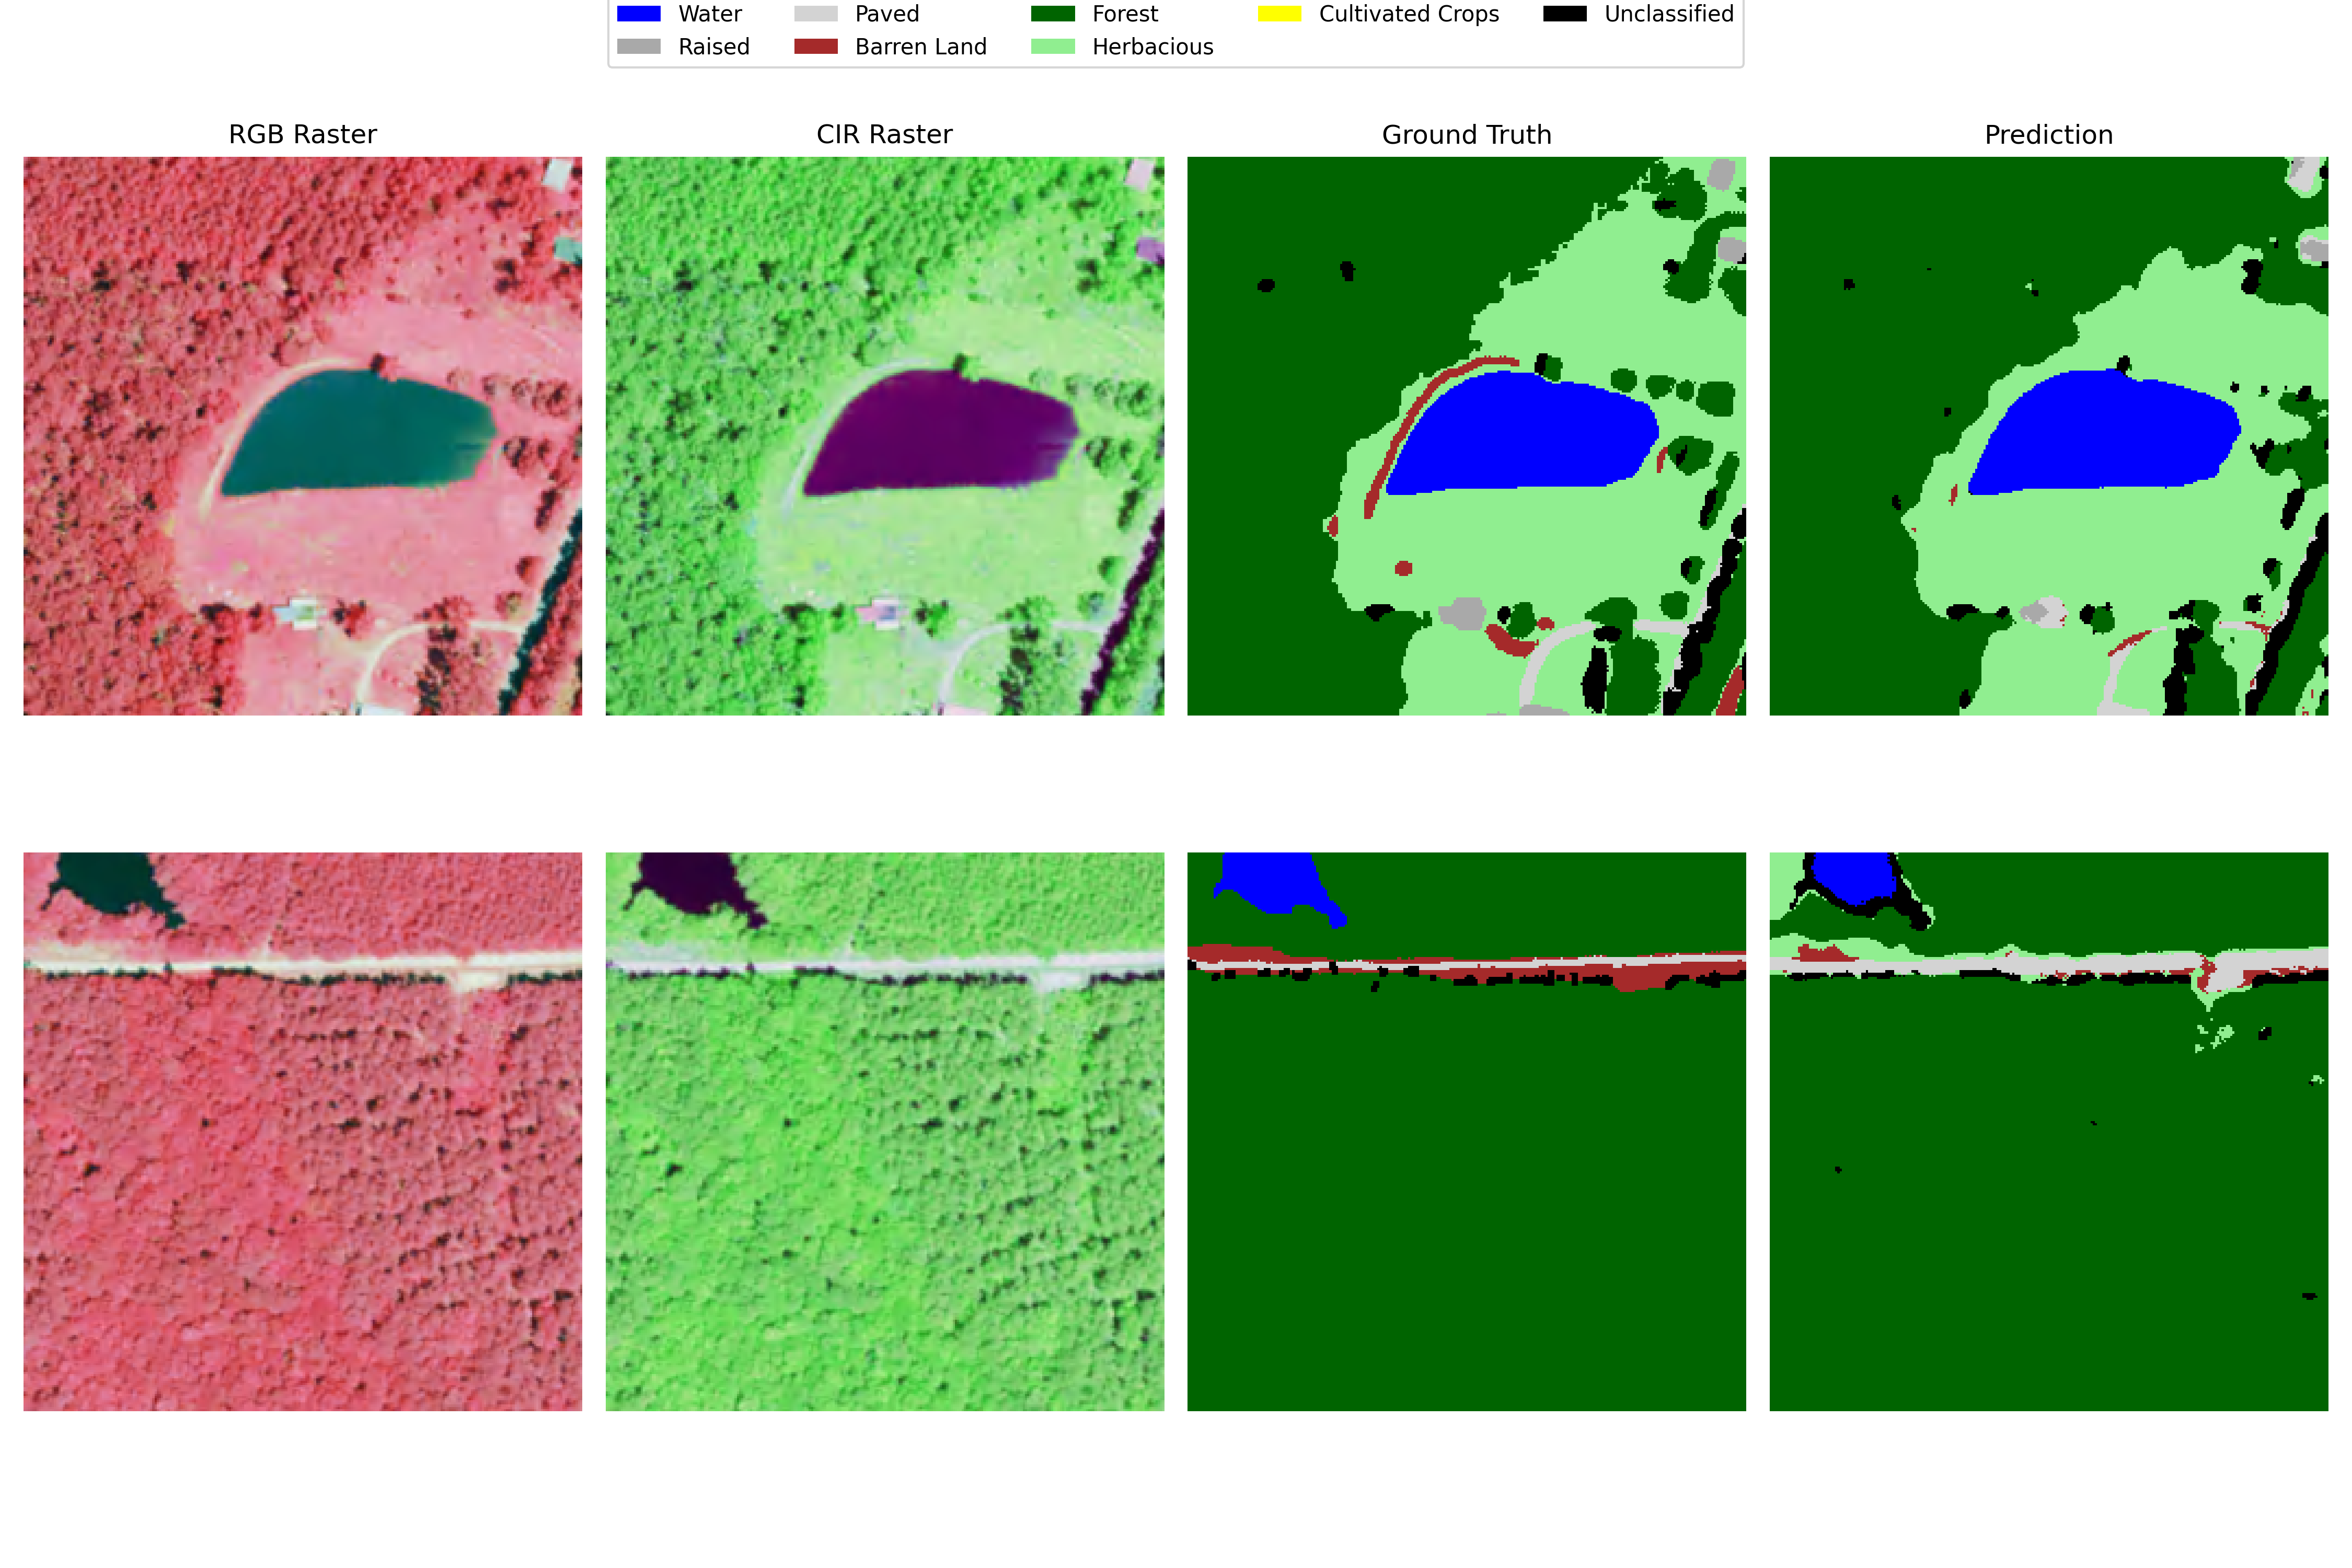 Water Paved Forest Cultivated Crops Unclassified
Raised Barren Land Herbacious
RGB Raster CIR Raster Ground Truth Prediction